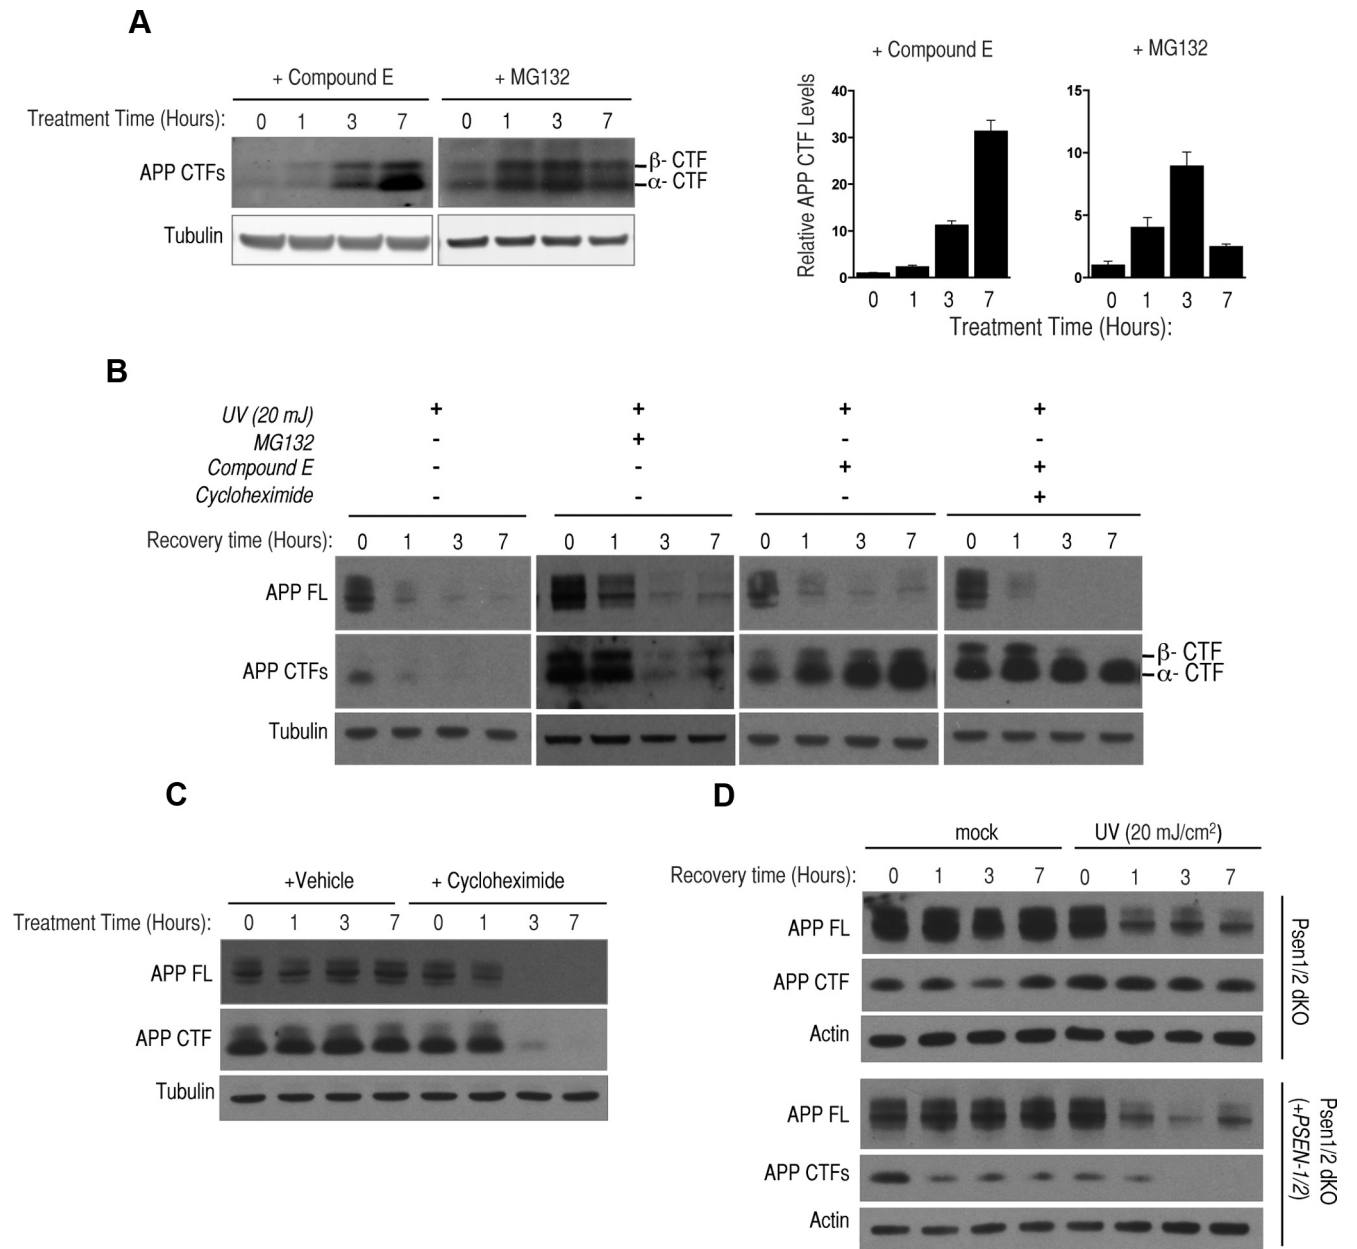 A
+ Compound E
+ MG132
Treatment Time (Hours):
0 1 3 7
0 1 3 7
APP CTFs
β- CTF
α- CTF
Tubulin
+ Compound E
+ MG132
Relative APP CTF Levels
40
30
20
10
0
15
10
5
0
0 1 3 7
0 1 3 7
Treatment Time (Hours):
B
UV (20 mJ) + + + +
MG132 - + - -
Compound E - - + +
Cycloheximide - - - +
Recovery time (Hours): 0 1 3 7 0 1 3 7 0 1 3 7 0 1 3 7
APP FL
APP CTFs
β- CTF
α- CTF
Tubulin
C
+Vehicle + Cycloheximide
Treatment Time (Hours): 0 1 3 7 0 1 3 7
APP FL
APP CTF
Tubulin
D
mock UV (20 mJ/cm²)
Recovery time (Hours): 0 1 3 7 0 1 3 7
APP FL
APP CTF
Actin
Psen1/2 dKO
APP FL
APP CTFs
Actin
Psen1/2 dKO
(+PSEN-1/2)